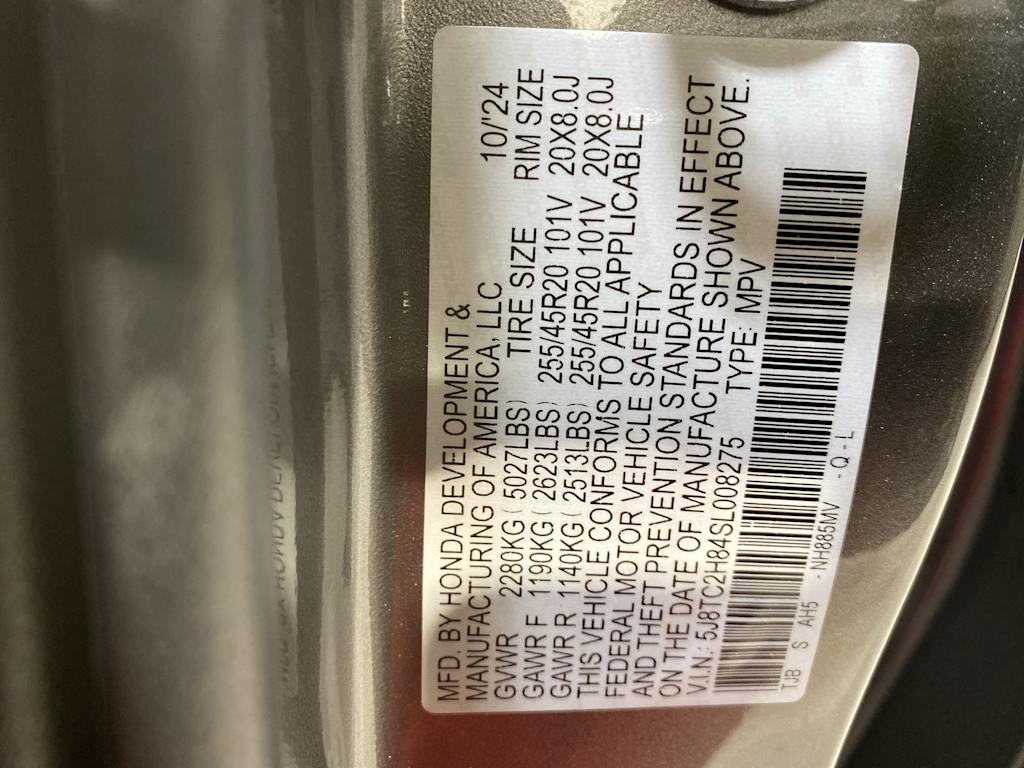 MFD. BY HONDA DEVELOPMENT &
MANUFACTURING OF AMERICA, LLC 10/'24
GVWR 2280KG ( 5027LBS) TIRE SIZE RIM SIZE
GAWR F 1190KG ( 2623LBS) 255/45R20 101V 20X8.0J
GAWR R 1140KG ( 2513LBS) 255/45R20 101V 20X8.0J
THIS VEHICLE CONFORMS TO ALL APPLICABLE
FEDERAL MOTOR VEHICLE SAFETY
AND THEFT PREVENTION STANDARDS IN EFFECT
ON THE DATE OF MANUFACTURE SHOWN ABOVE.
V.I.N: 5J8TC2H84SL008275 TYPE: MPV
TJB S AH5 - NH885MV - Q - L